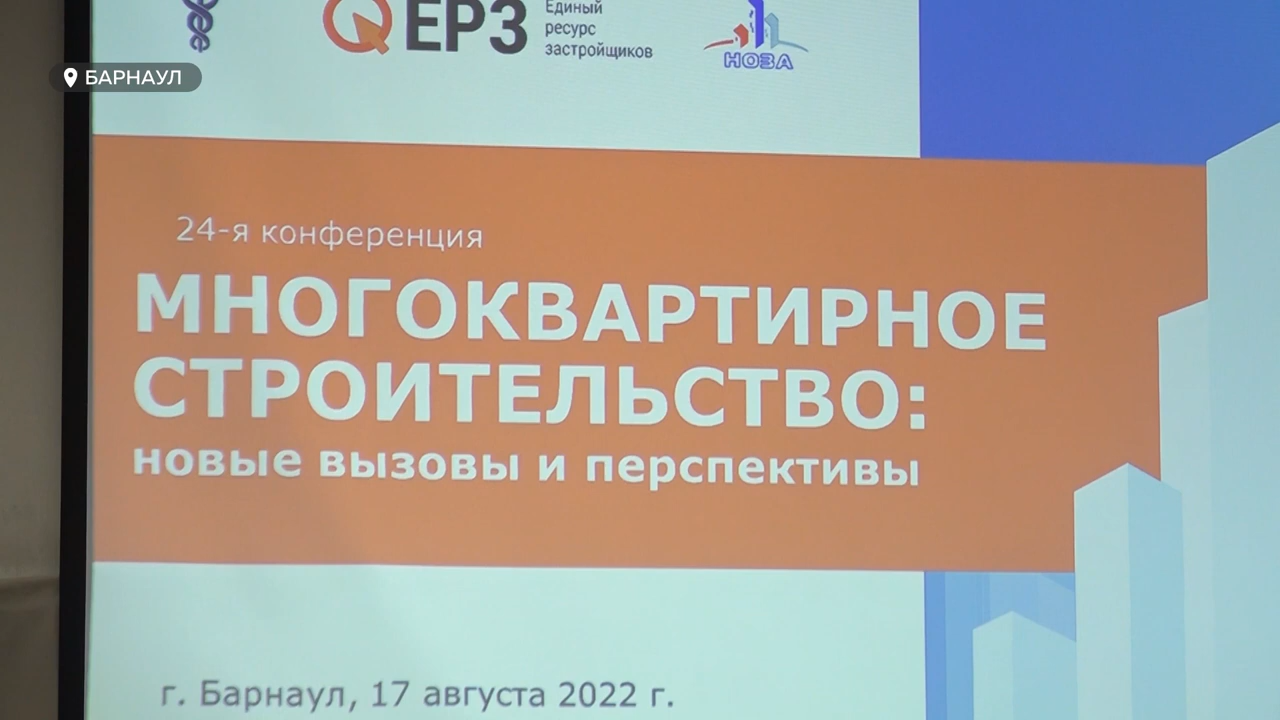 ЕРЗ
Единый
ресурс
застройщиков
НОЗА
БАРНАУЛ
24-я конференция
МНОГОКВАРТИРНОЕ
СТРОИТЕЛЬСТВО:
новые вызовы и перспективы
г. Барнаул, 17 августа 2022 г.